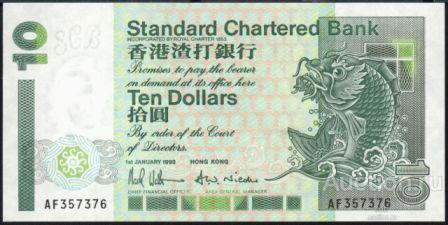 10
Standard Chartered Bank
INCORPORATED BY ROYAL CHARTER 1853
香港渣打銀行
Promises to pay the bearer
on demand at its office here
Ten Dollars
拾圓
By order of the Court
of Directors.
1st JANUARY 1993 HONG KONG
CHIEF FINANCIAL OFFICER AREA GENERAL MANAGER
AF357376 AF357376
10